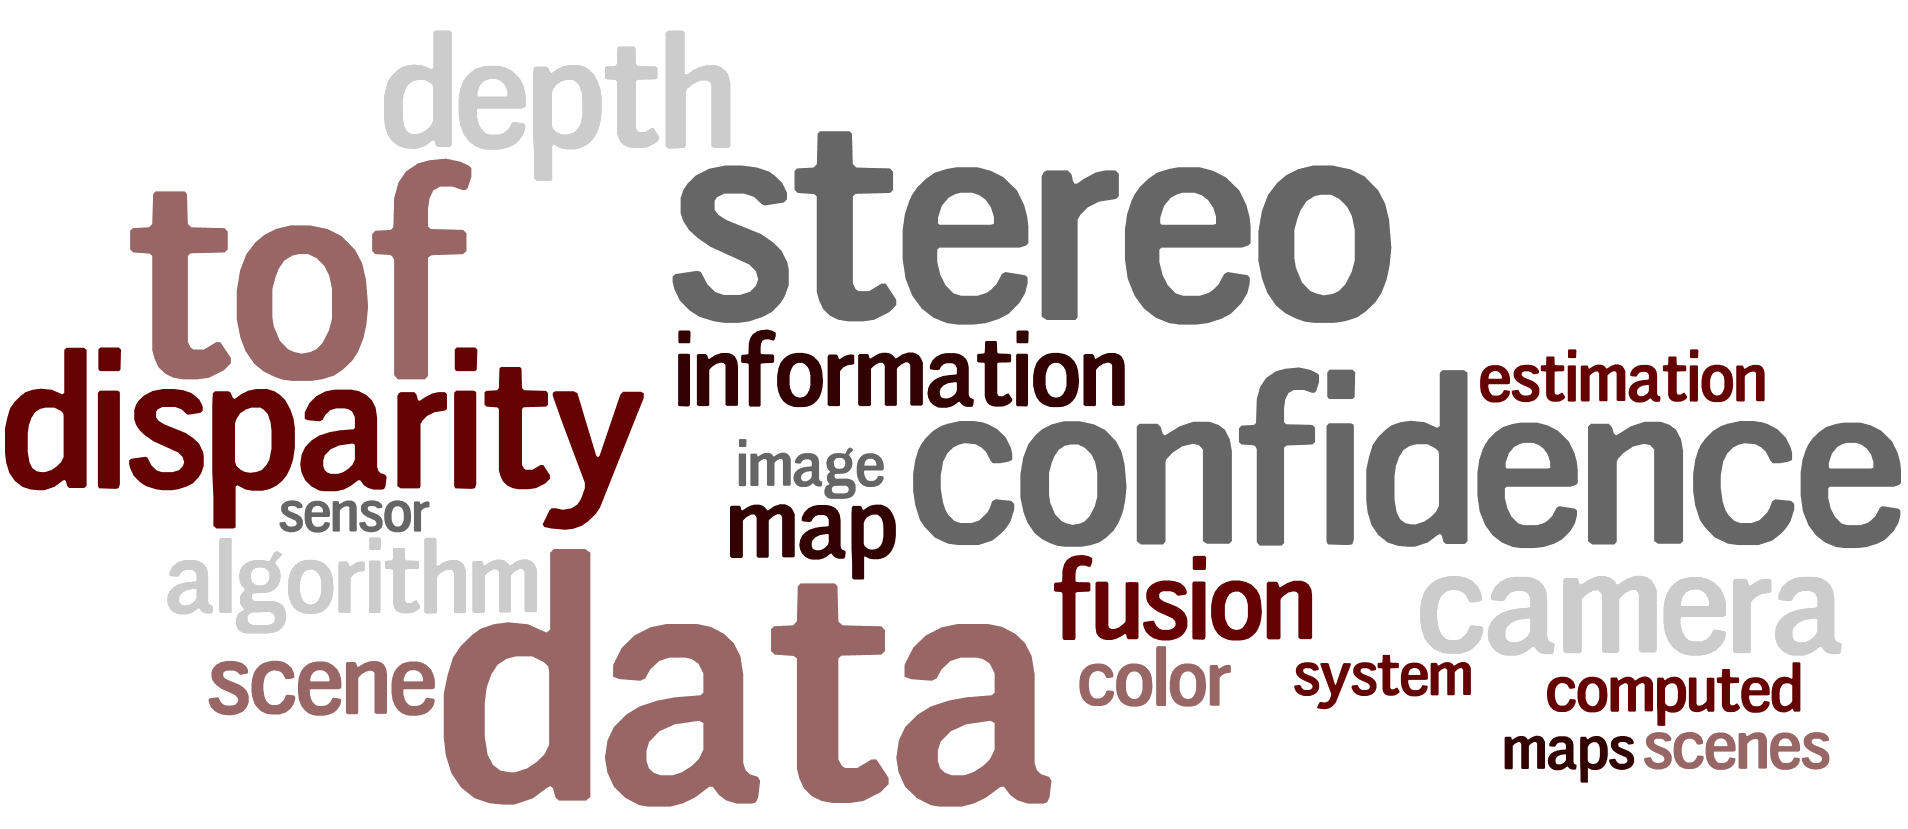 depth
tof
stereo
disparity
information
estimation
confidence
image
sensor
map
algorithm
data
fusion
camera
scene
color
system
computed
maps
scenes